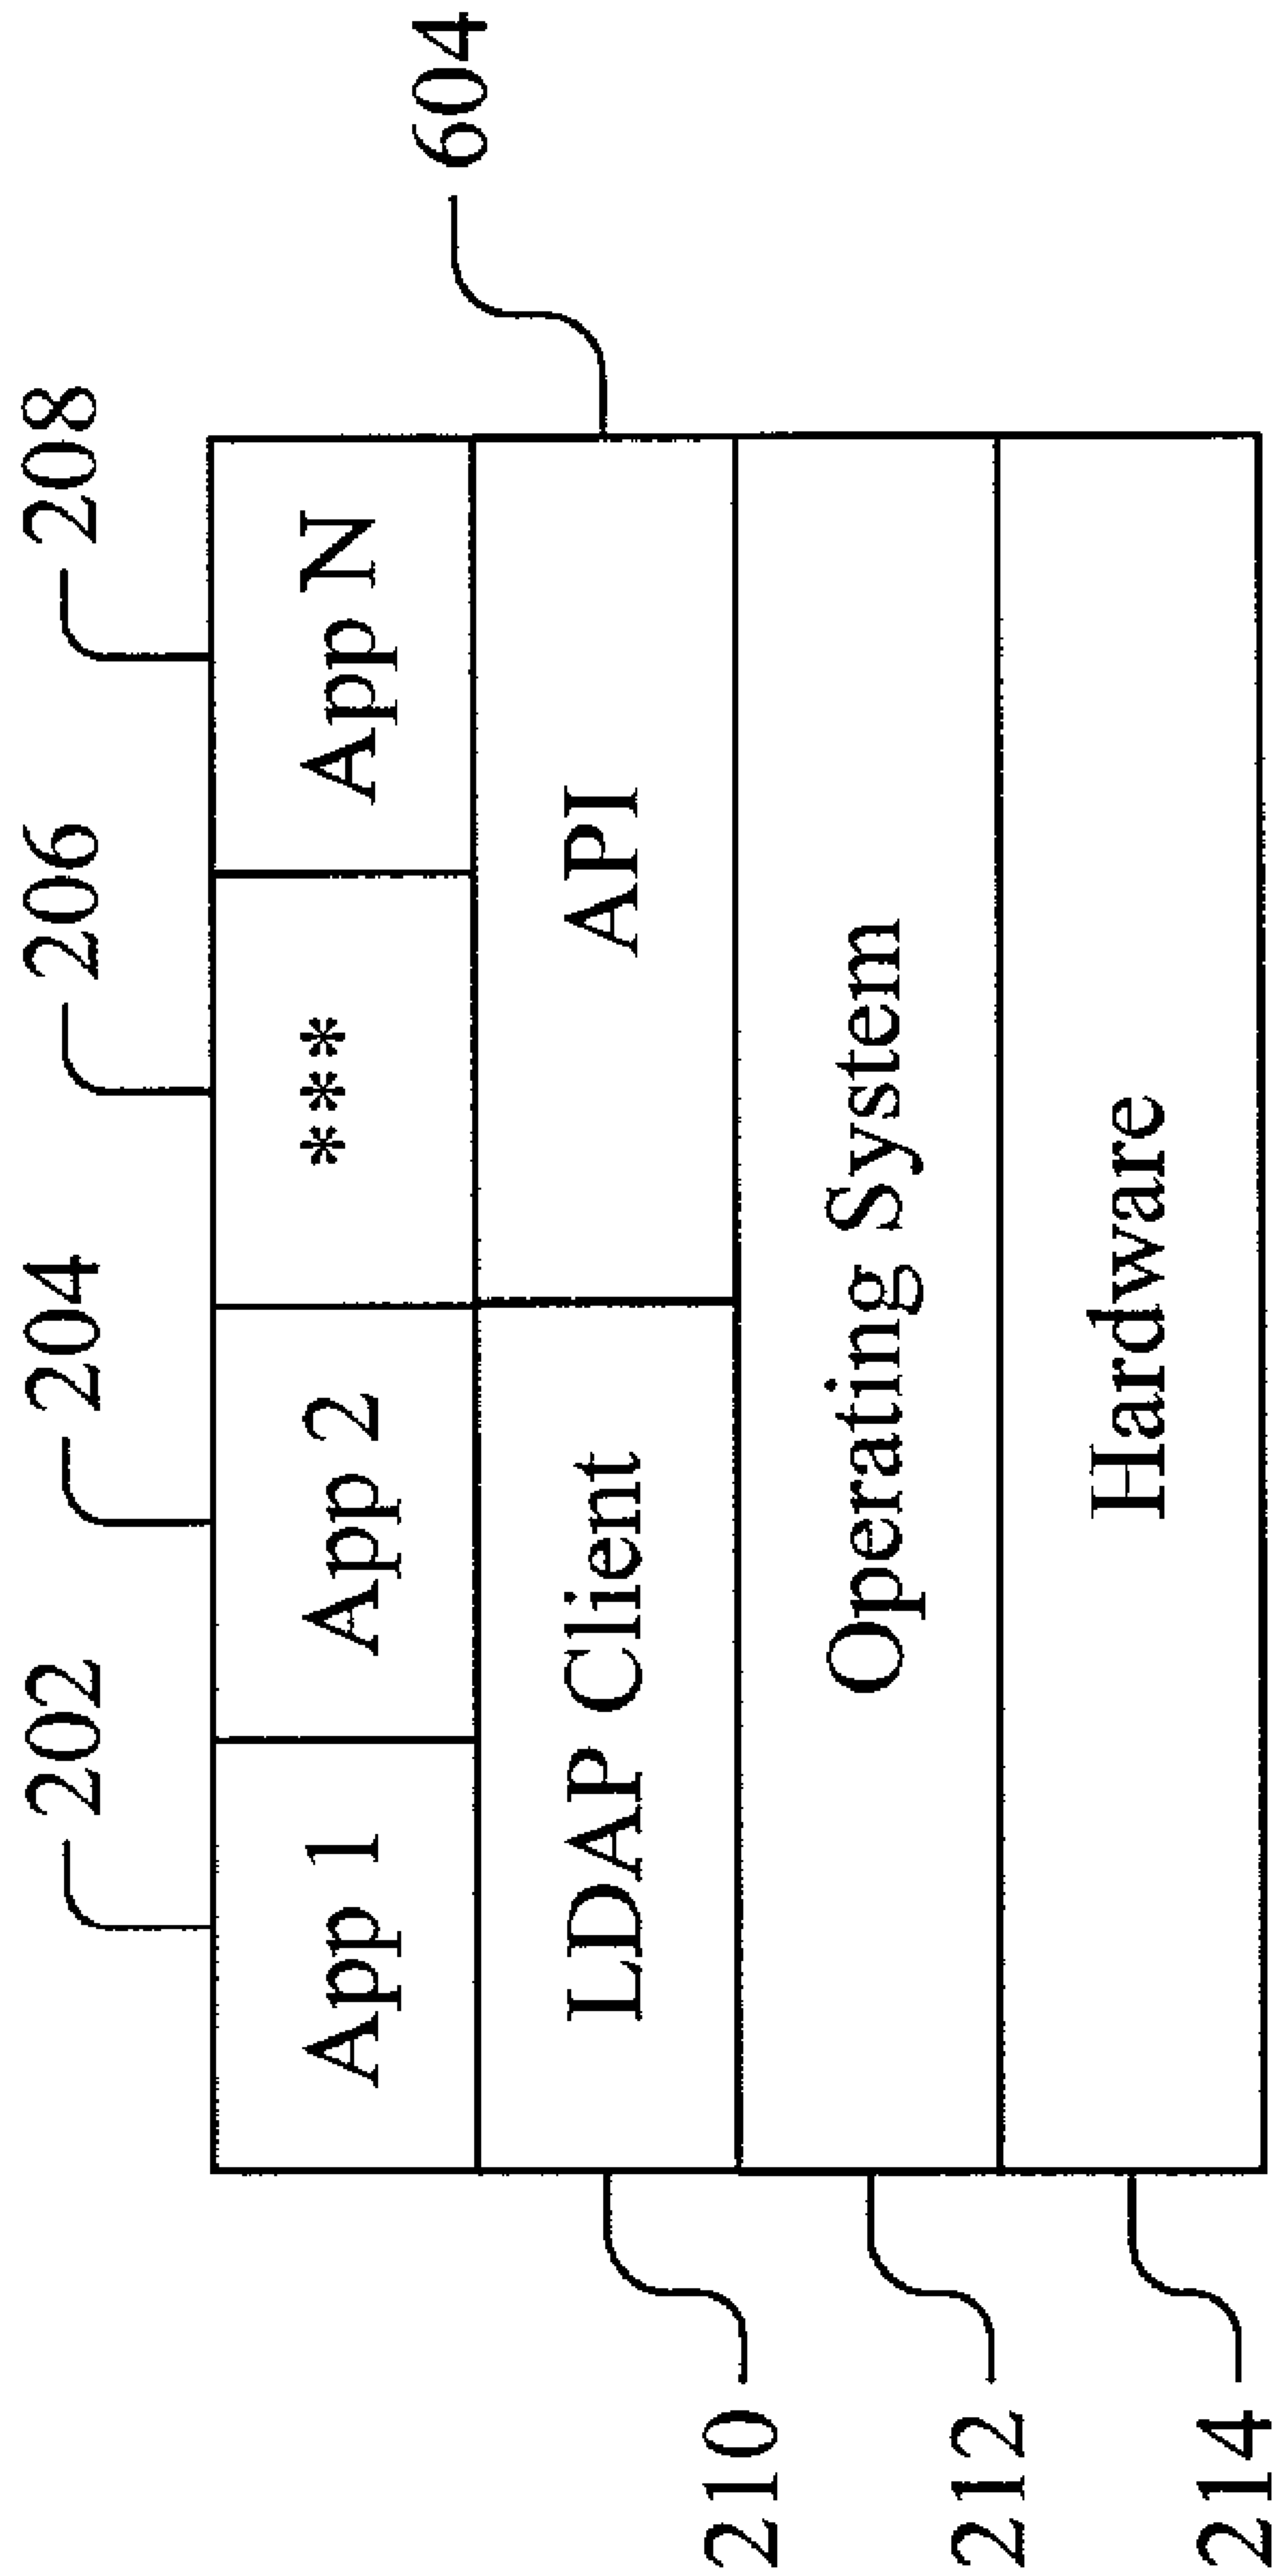 202
204
206
208
App 1
App 2
***
App N
210
LDAP Client
API
604
212
Operating System
214
Hardware